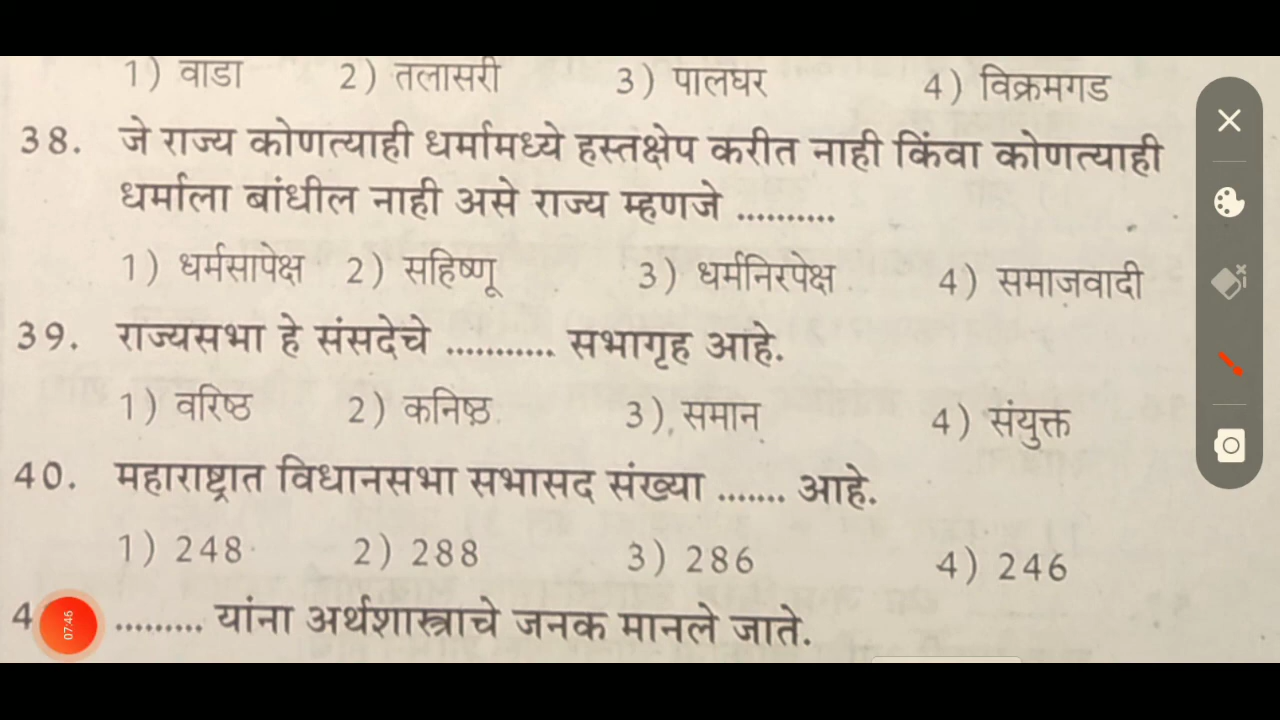 1) वाडा 2) तलासरी 3) पालघर 4) विक्रमगड
38. जे राज्य कोणत्याही धर्मामध्ये हस्तक्षेप करीत नाही किंवा कोणत्याही
धर्माला बांधील नाही असे राज्य म्हणजे ..........
1) धर्मसापेक्ष 2) सहिष्णू 3) धर्मनिरपेक्ष 4) समाजवादी
39. राज्यसभा हे संसदेचे ........... सभागृह आहे.
1) वरिष्ठ 2) कनिष्ठ 3) समान 4) संयुक्त
40. महाराष्ट्रात विधानसभा सभासद संख्या ....... आहे.
1) 248 2) 288 3) 286 4) 246
4 ......... यांना अर्थशास्त्राचे जनक मानले जाते.
07:46